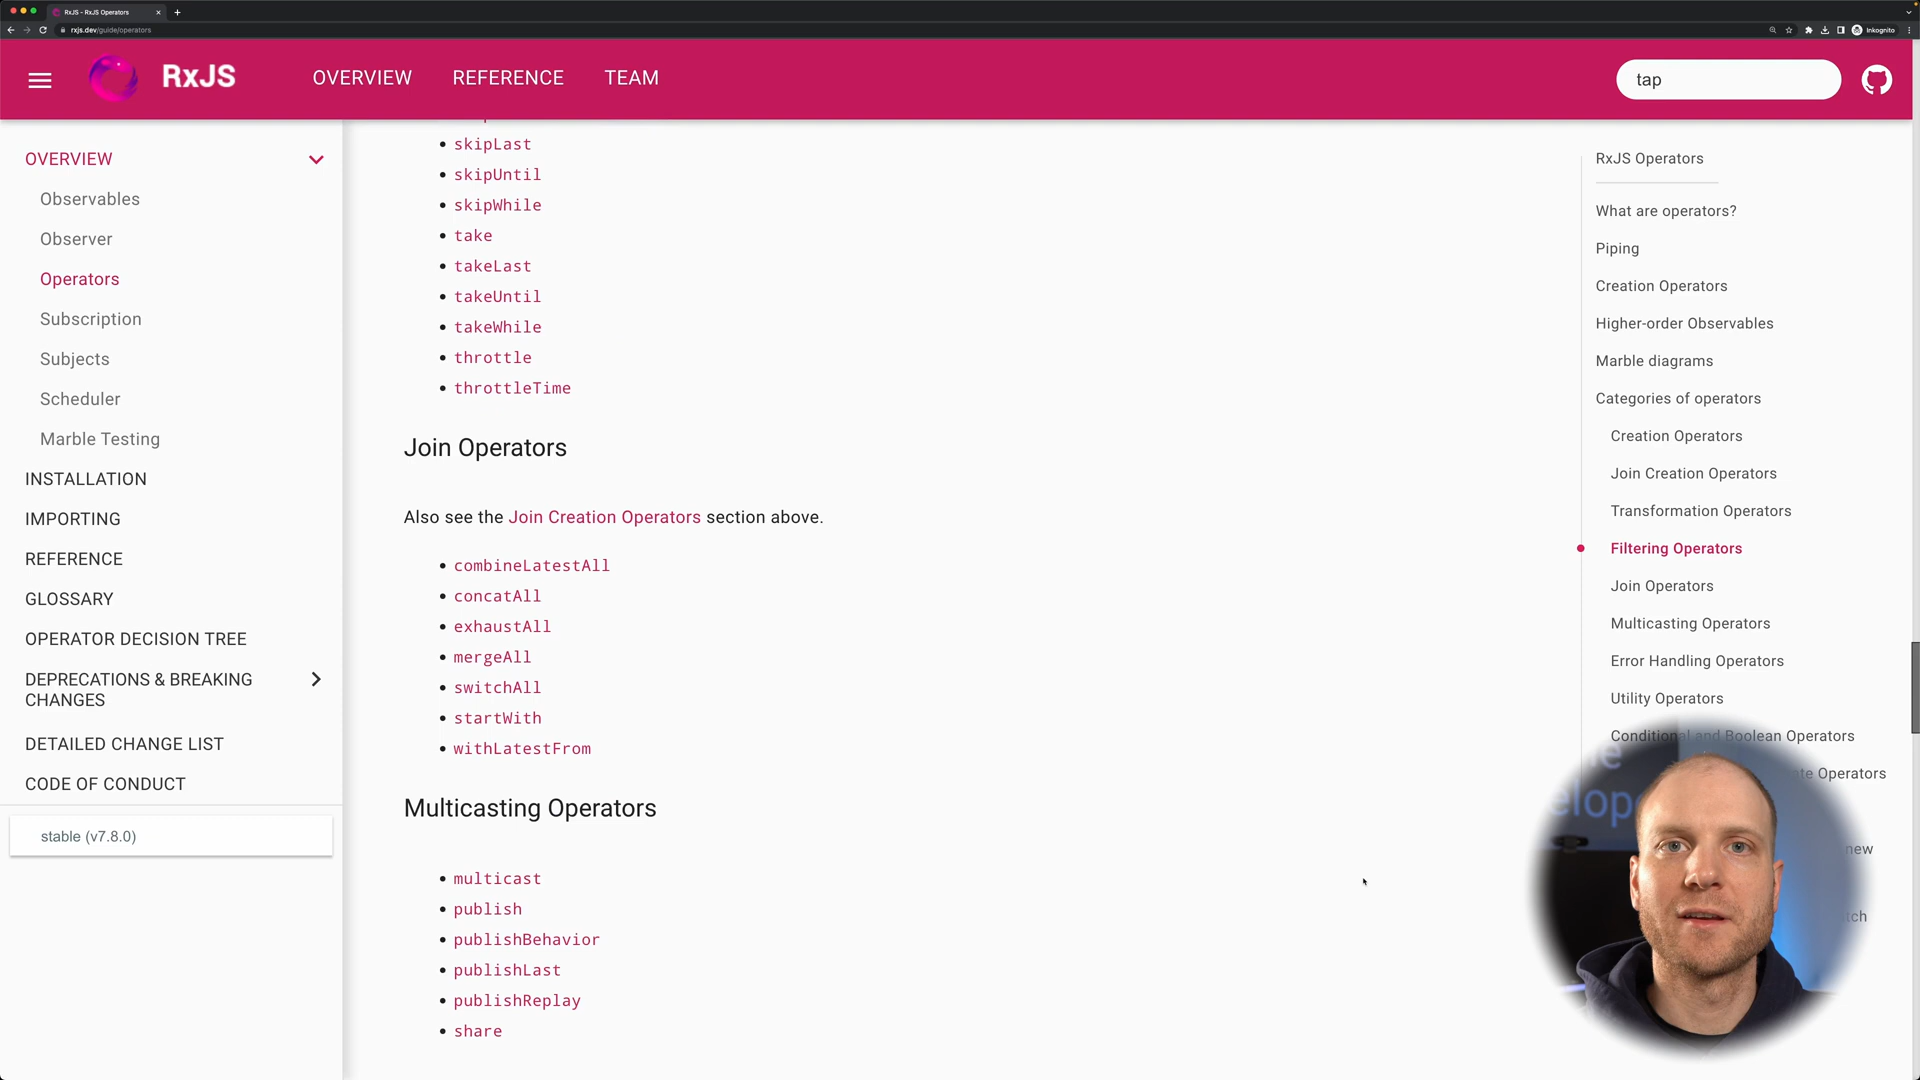 RxJS - RxJS Operators
rxjs.dev/guide/operators
Inkognito
RxJS
OVERVIEW
REFERENCE
TEAM
tap
OVERVIEW
Observables
Observer
Operators
Subscription
Subjects
Scheduler
Marble Testing
INSTALLATION
IMPORTING
REFERENCE
GLOSSARY
OPERATOR DECISION TREE
DEPRECATIONS & BREAKING
CHANGES
DETAILED CHANGE LIST
CODE OF CONDUCT
stable (v7.8.0)
skipLast
skipUntil
skipWhile
take
takeLast
takeUntil
takeWhile
throttle
throttleTime
Join Operators
Also see the Join Creation Operators section above.
combineLatestAll
concatAll
exhaustAll
mergeAll
switchAll
startWith
withLatestFrom
Multicasting Operators
multicast
publish
publishBehavior
publishLast
publishReplay
share
RxJS Operators
What are operators?
Piping
Creation Operators
Higher-order Observables
Marble diagrams
Categories of operators
Creation Operators
Join Creation Operators
Transformation Operators
Filtering Operators
Join Operators
Multicasting Operators
Error Handling Operators
Utility Operators
Conditional and Boolean Operators
Operators
new